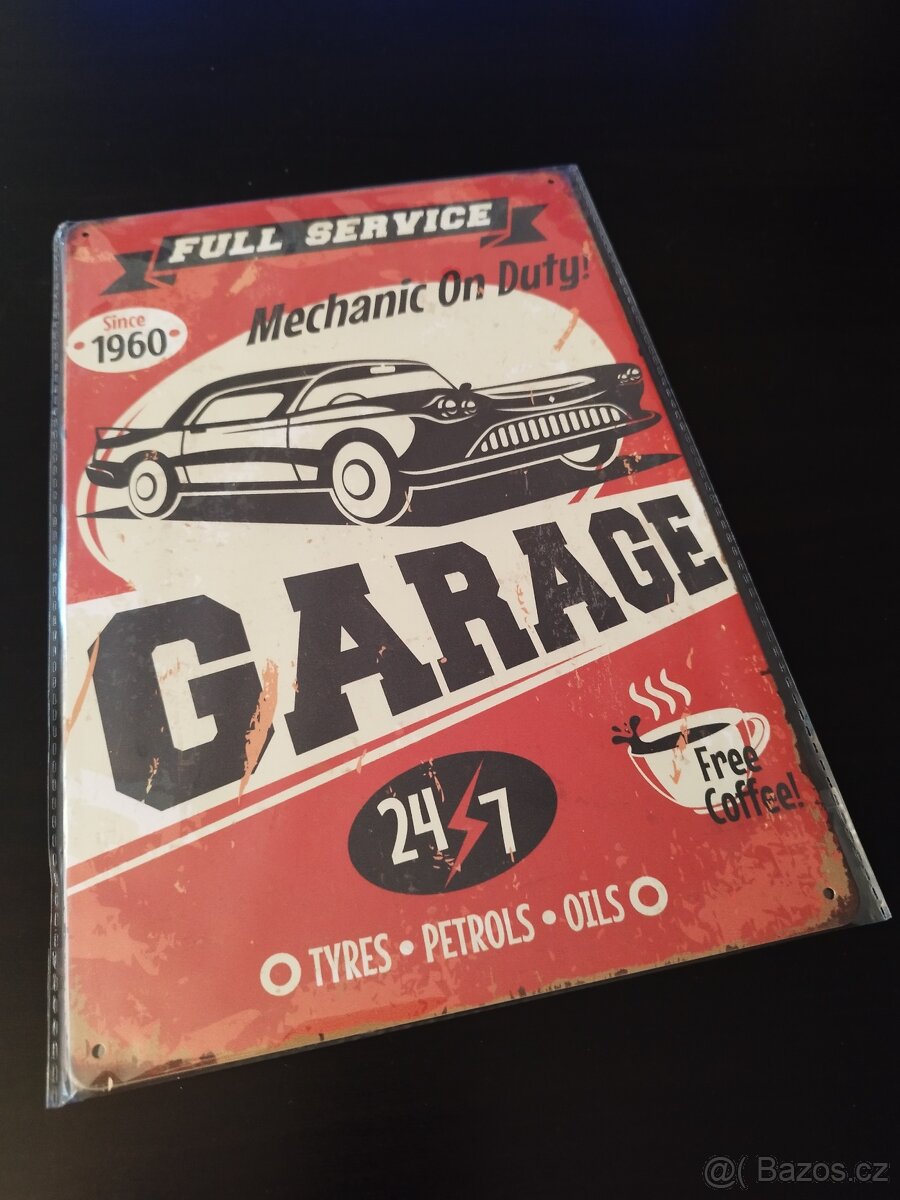 FULL SERVICE
Mechanic On Duty!
Since
1960
GARAGE
24 7
Free
Coffee!
TYRES • PETROLS • OILS
@( Bazos.cz